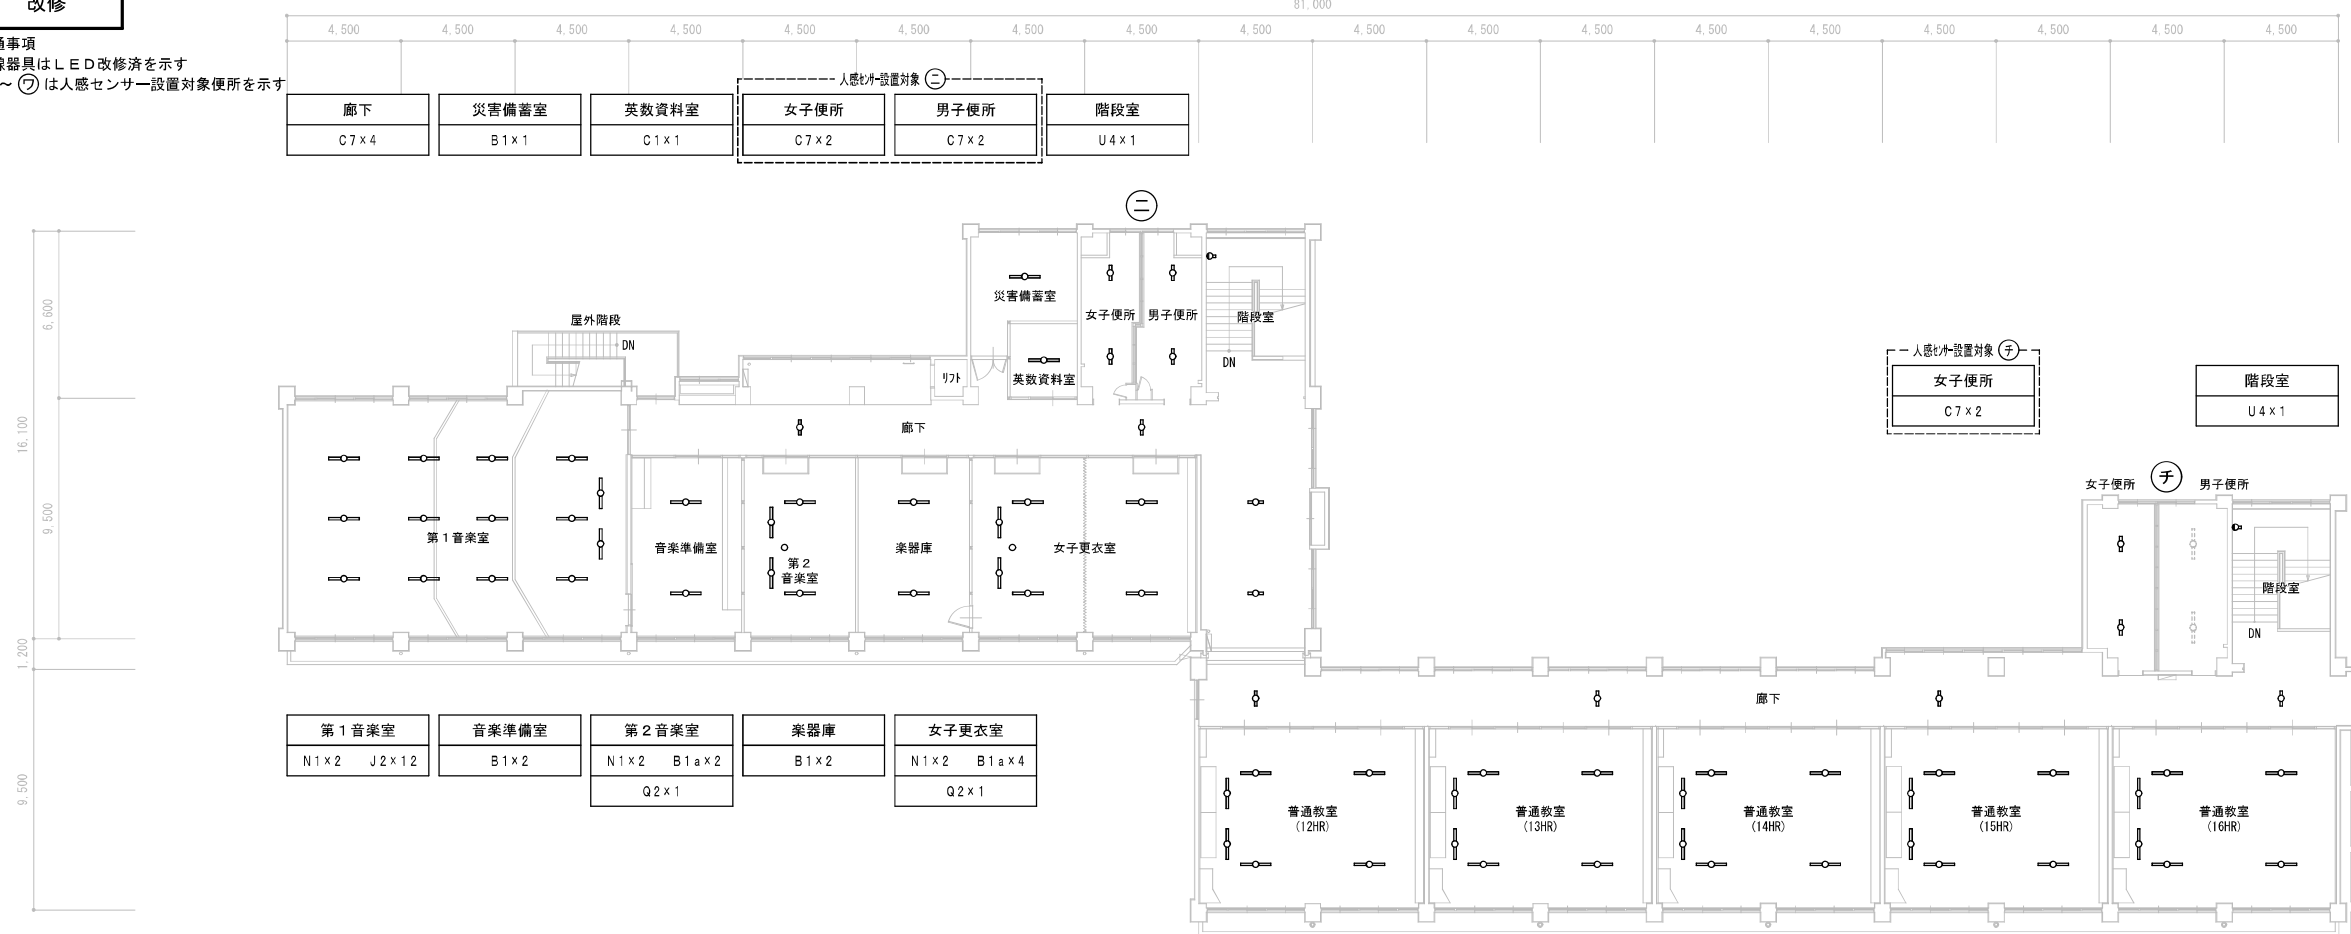 改修
通事項
線器具はＬＥＤ改修済を示す
～ ㋻ は人感センサー設置対象便所を示す
81,000
4,500 4,500 4,500 4,500 4,500 4,500 4,500 4,500 4,500 4,500 4,500 4,500 4,500 4,500 4,500 4,500 4,500 4,500
人感ｾﾝｻｰ設置対象 ㋥
廊下 災害備蓄室 英数資料室 女子便所 男子便所 階段室
C7×4 B1×1 C1×1 C7×2 C7×2 U4×1
㋥
6,600
16,100
9,500
1,200
9,500
屋外階段
DN
災害備蓄室
女子便所
男子便所
階段室
DN
リフト
英数資料室
廊下
第１音楽室
音楽準備室
第２
音楽室
楽器庫
女子更衣室
人感ｾﾝｻｰ設置対象 ㋠
女子便所 階段室
C7×2 U4×1
女子便所 ㋠ 男子便所
階段室
DN
廊下
第１音楽室 音楽準備室 第２音楽室 楽器庫 女子更衣室
N1×2 J2×12 B1×2 N1×2 B1a×2 B1×2 N1×2 B1a×4
Q2×1 Q2×1
普通教室
(12HR)
普通教室
(13HR)
普通教室
(14HR)
普通教室
(15HR)
普通教室
(16HR)